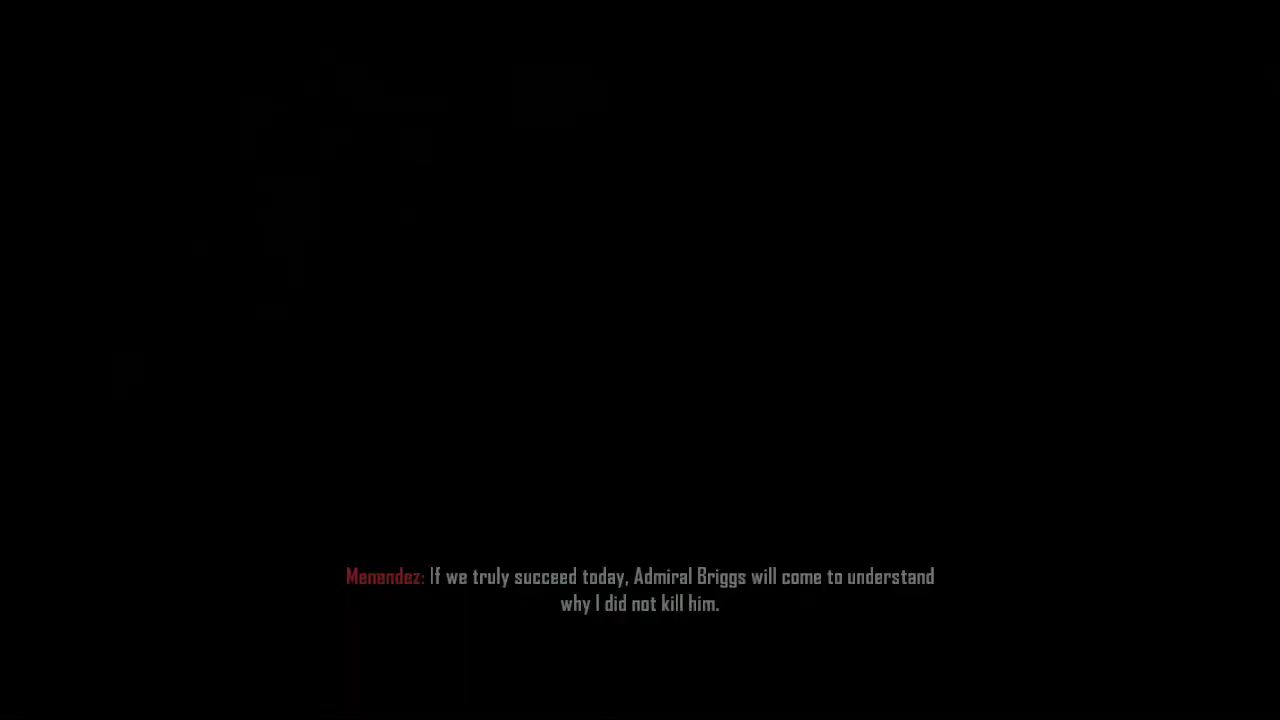 Menendez: If we truly succeed today, Admiral Briggs will come to understand
why I did not kill him.